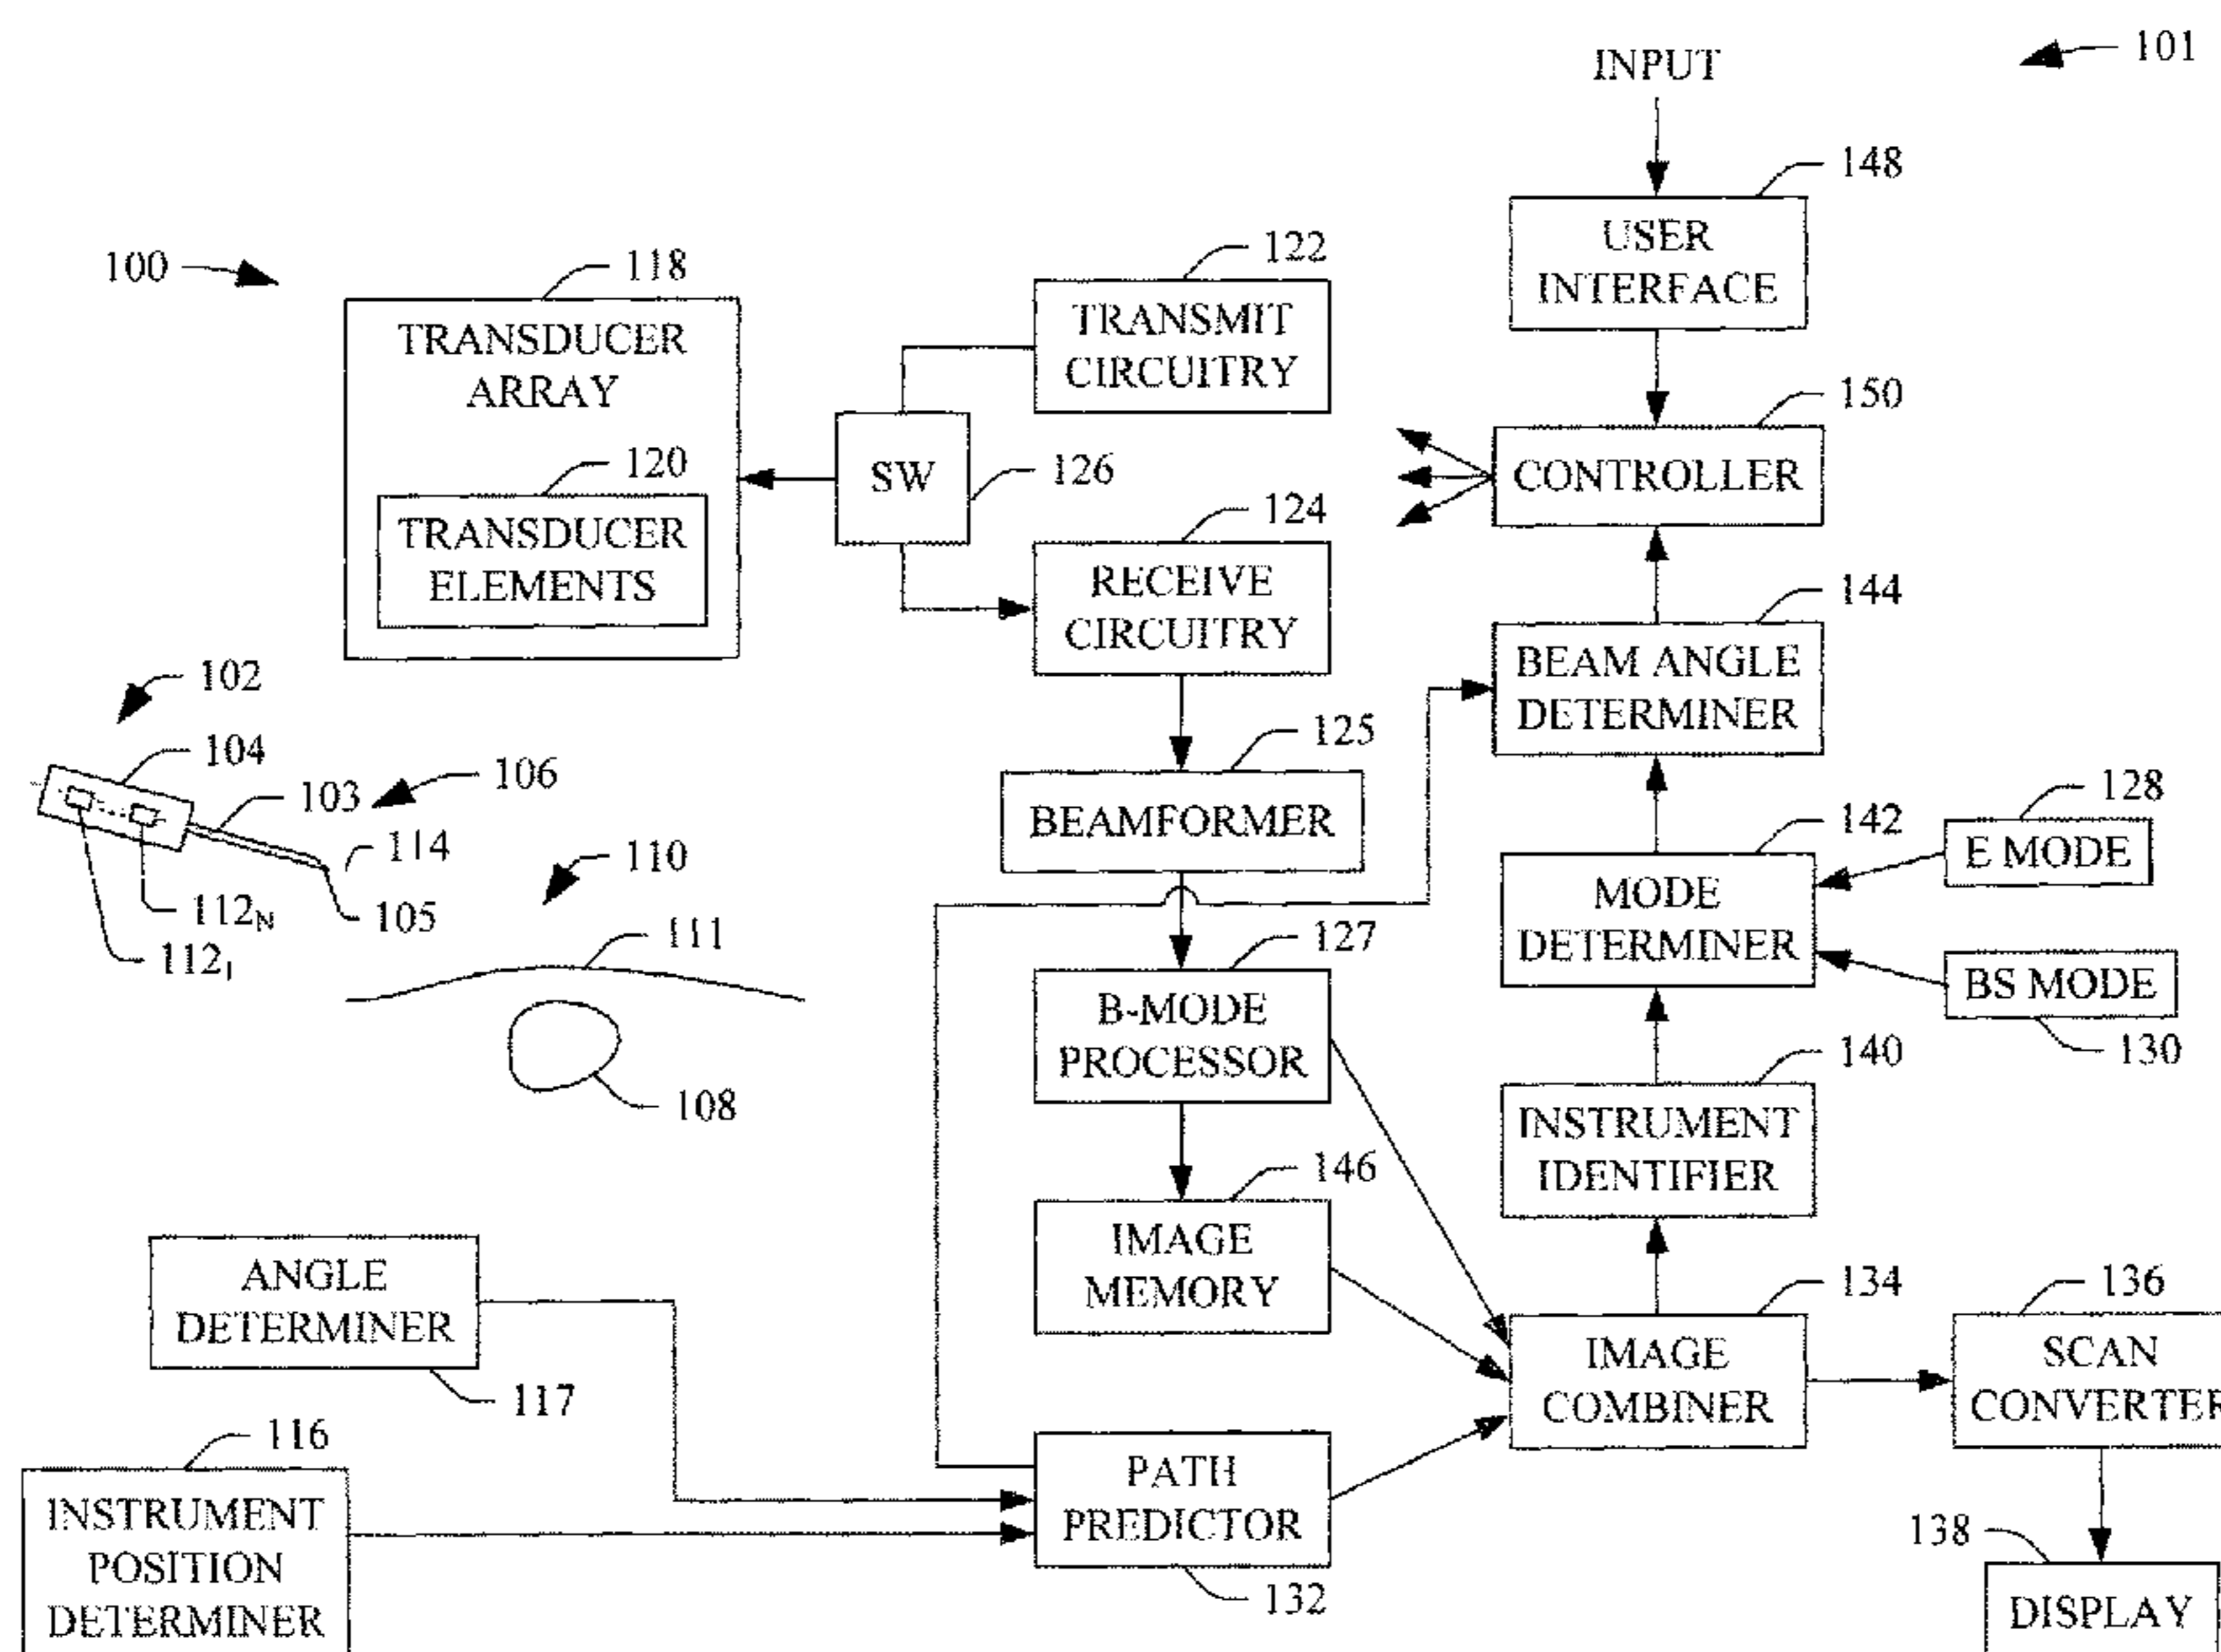 INPUT
101
148
USER
INTERFACE
100
118
TRANSDUCER
ARRAY
120
TRANSDUCER
ELEMENTS
122
TRANSMIT
CIRCUITRY
SW
126
150
CONTROLLER
124
RECEIVE
CIRCUITRY
144
BEAM ANGLE
DETERMINER
102
104
103
106
114
105
112N
112I
110
111
108
125
BEAMFORMER
128
E MODE
142
MODE
DETERMINER
BS MODE
130
127
B-MODE
PROCESSOR
140
INSTRUMENT
IDENTIFIER
146
IMAGE
MEMORY
ANGLE
DETERMINER
117
134
IMAGE
COMBINER
136
SCAN
CONVERTER
116
INSTRUMENT
POSITION
DETERMINER
PATH
PREDICTOR
132
138
DISPLAY